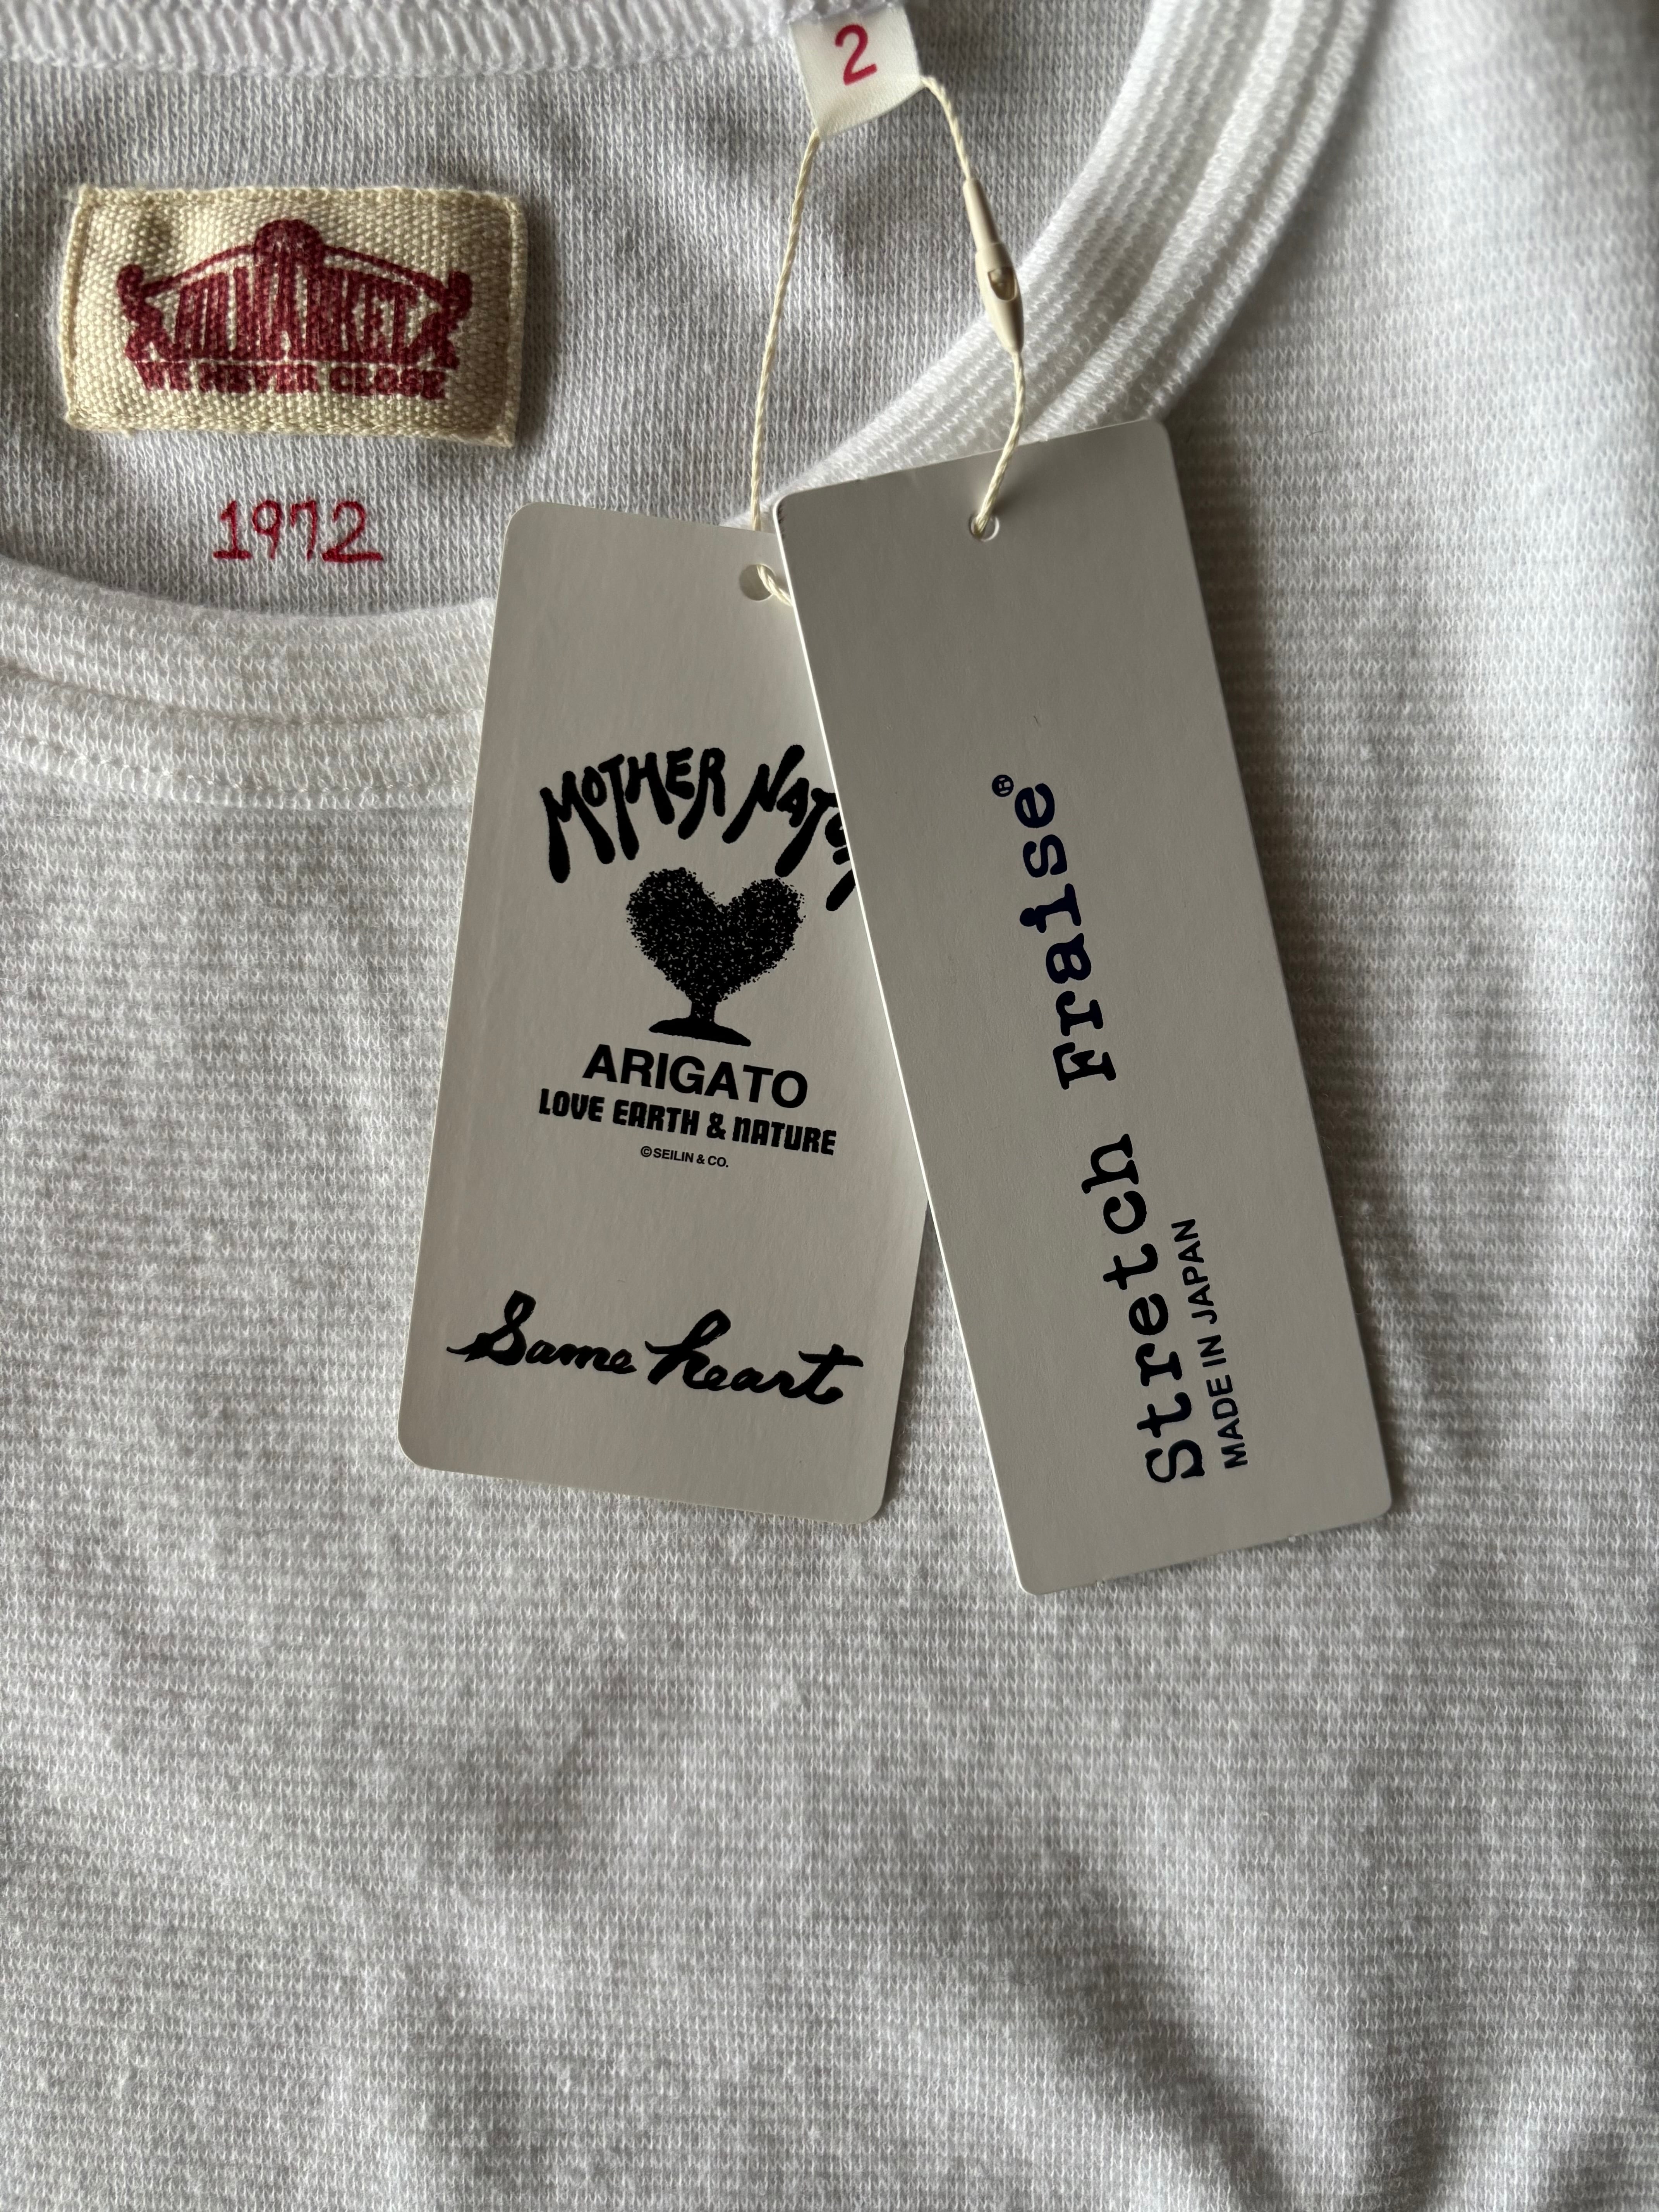 2
WE NEVER CLOSE
1972
MOTHER
ARIGATO
LOVE EARTH & NATURE
©SEILIN & CO.
Same heart
Stretch Fraise®
MADE IN JAPAN